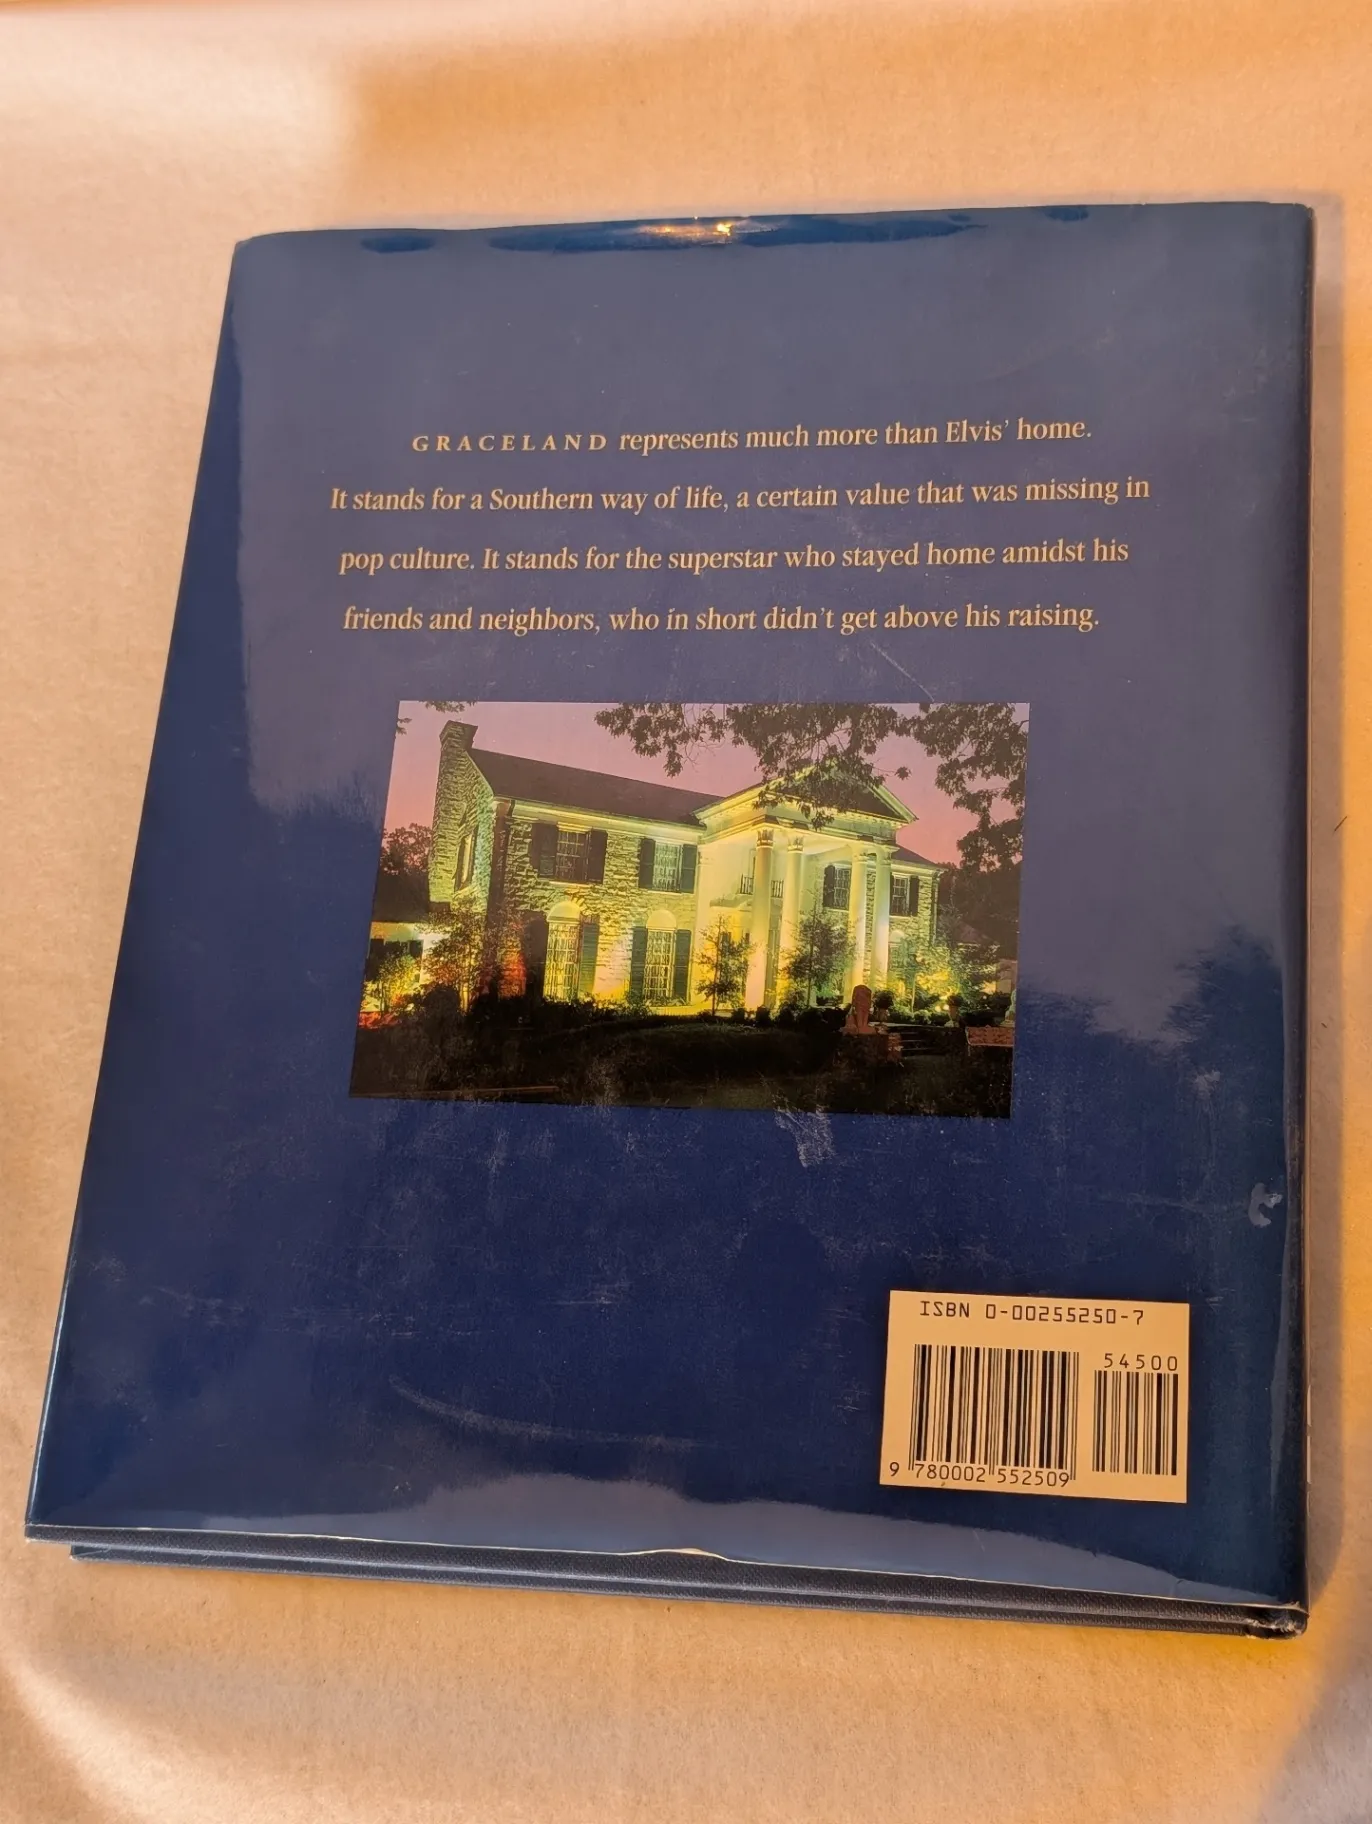 GRACELAND represents much more than Elvis’ home.
It stands for a Southern way of life, a certain value that was missing in
pop culture. It stands for the superstar who stayed home amidst his
friends and neighbors, who in short didn’t get above his raising.
ISBN 0-00255250-7
54500
9 780002 552509